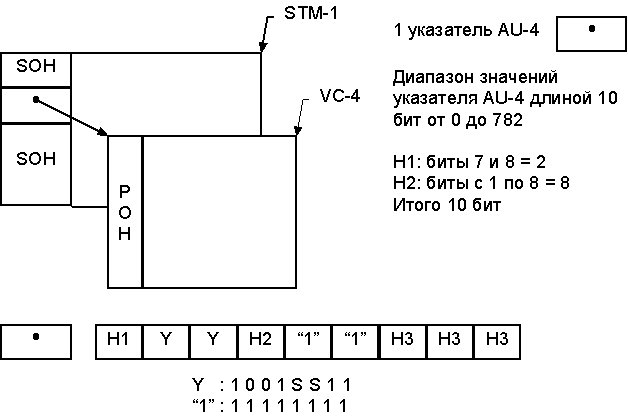 STM-1
1 указатель AU-4
SOH
Диапазон значений
указателя AU-4 длиной 10
бит от 0 до 782
VC-4
SOH
H1: биты 7 и 8 = 2
H2: биты с 1 по 8 = 8
Итого 10 бит
P
O
H
H1 Y Y H2 “1” “1” H3 H3 H3
Y : 1 0 0 1 S S 1 1
“1” : 1 1 1 1 1 1 1 1